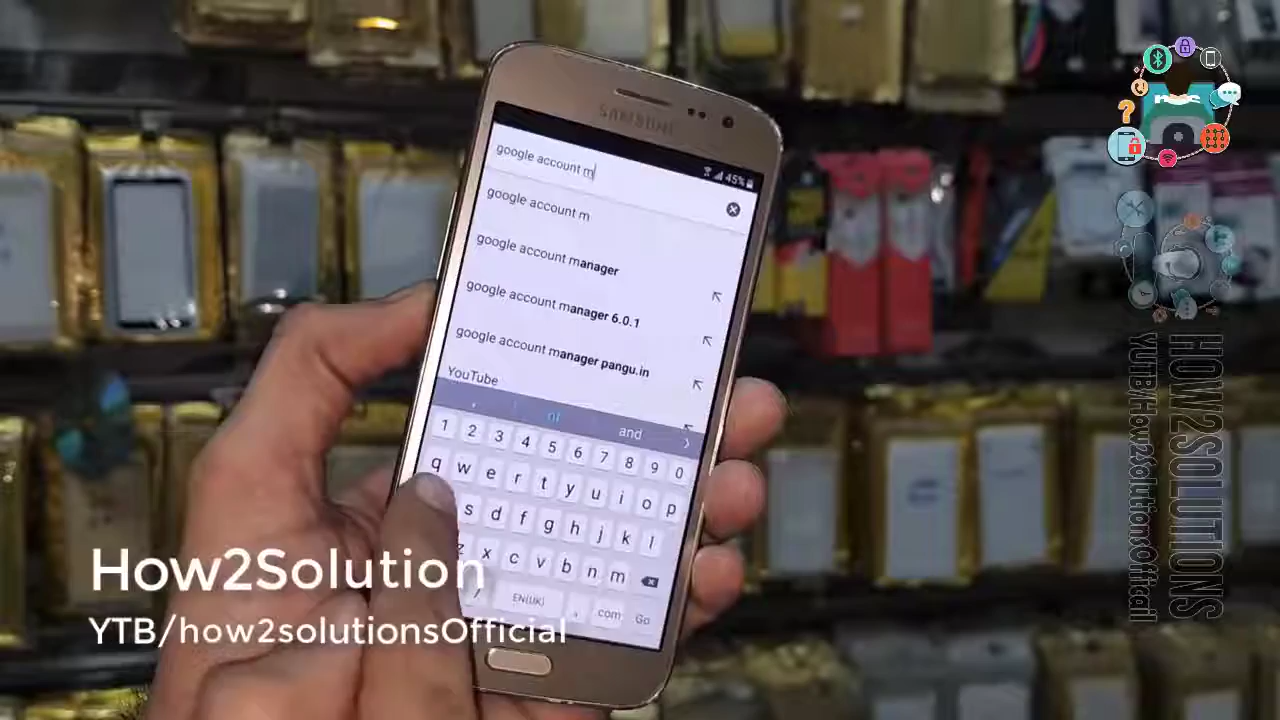 SAMSUNG
45%
google account m
google account m
google account manager
google account manager 6.0.1
google account manager pangu.in
YouTube
and
1 2 3 4 5 6 7 8 9 0
q w e r t y u i o p
s d f g h j k l
z x c v b n m
/ EN(UK) , .com Go
How2Solution
YTB/how2solutionsOfficial
HOW2SOLUTIONS